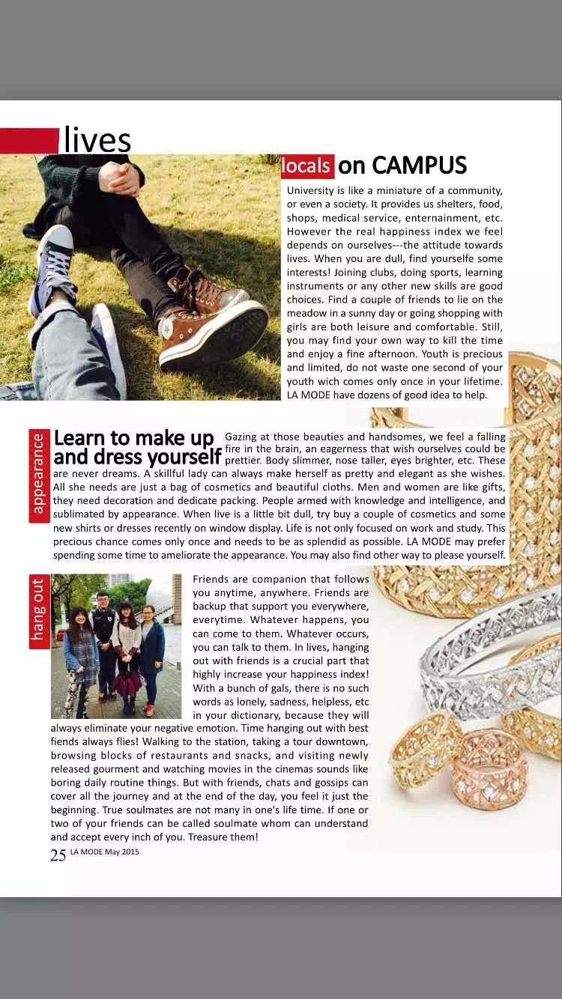 lives
locals on CAMPUS
University is like a miniature of a community,
or even a society. It provides us shelters, food,
shops, medical service, enternainment, etc.
However the real happiness index we feel
depends on ourselves---the attitude towards
lives. When you are dull, find yourselfe some
interests! Joining clubs, doing sports, learning
instruments or any other new skills are good
choices. Find a couple of friends to lie on the
meadow in a sunny day or going shopping with
girls are both leisure and comfortable. Still,
you may find your own way to kill the time
and enjoy a fine afternoon. Youth is precious
and limited, do not waste one second of your
youth wich comes only once in your lifetime.
LA MODE have dozens of good idea to help.
appearance
Learn to make up
and dress yourself
Gazing at those beauties and handsomes, we feel a falling
fire in the brain, an eagerness that wish ourselves could be
prettier. Body slimmer, nose taller, eyes brighter, etc. These
are never dreams. A skillful lady can always make herself as pretty and elegant as she wishes.
All she needs are just a bag of cosmetics and beautiful cloths. Men and women are like gifts,
they need decoration and dedicate packing. People armed with knowledge and intelligence, and
sublimated by appearance. When live is a little bit dull, try buy a couple of cosmetics and some
new shirts or dresses recently on window display. Life is not only focused on work and study. This
precious chance comes only once and needs to be as splendid as possible. LA MODE may prefer
spending some time to ameliorate the appearance. You may also find other way to please yourself.
hang out
Friends are companion that follows
you anytime, anywhere. Friends are
backup that support you everywhere,
everytime. Whatever happens, you
can come to them. Whatever occurs,
you can talk to them. In lives, hanging
out with friends is a crucial part that
highly increase your happiness index!
With a bunch of gals, there is no such
words as lonely, sadness, helpless, etc
in your dictionary, because they will
always eliminate your negative emotion. Time hanging out with best
fiends always flies! Walking to the station, taking a tour downtown,
browsing blocks of restaurants and snacks, and visiting newly
released gourment and watching movies in the cinemas sounds like
boring daily routine things. But with friends, chats and gossips can
cover all the journey and at the end of the day, you feel it just the
beginning. True soulmates are not many in one's life time. If one or
two of your friends can be called soulmate whom can understand
and accept every inch of you. Treasure them!
25 LA MODE May 2015